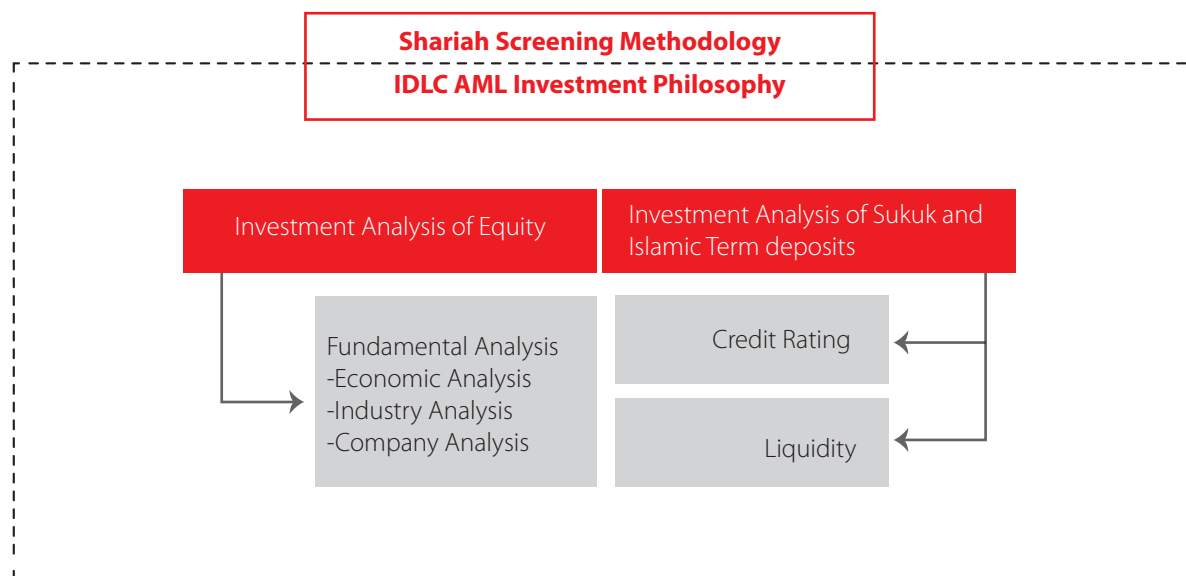 Shariah Screening Methodology
IDLC AML Investment Philosophy
Investment Analysis of Equity
Investment Analysis of Sukuk and
Islamic Term deposits
Fundamental Analysis
-Economic Analysis
-Industry Analysis
-Company Analysis
Credit Rating
Liquidity